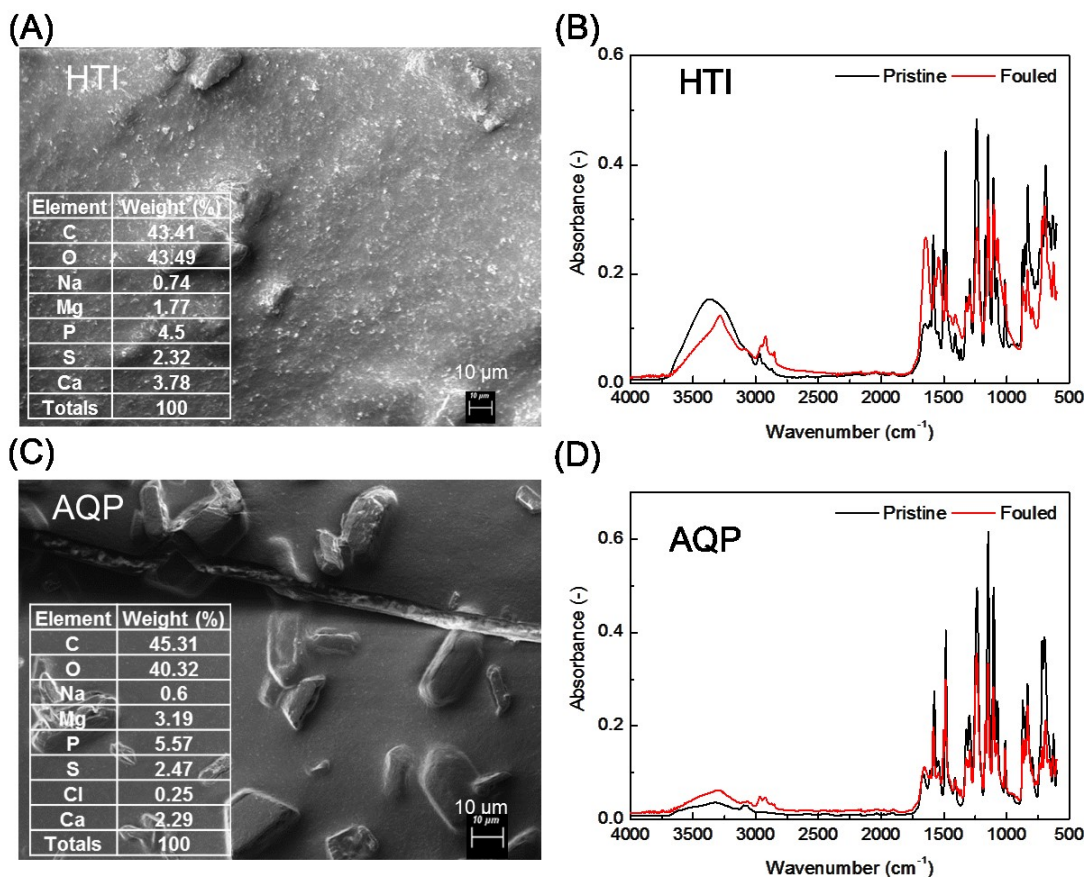 (A)
HTI
Element Weight (%)
C 43.41
O 43.49
Na 0.74
Mg 1.77
P 4.5
S 2.32
Ca 3.78
Totals 100
10 µm
10 µm
(B)
HTI
Pristine Fouled
0.6
0.4
0.2
0.0
Absorbance (-)
4000 3500 3000 2500 2000 1500 1000 500
Wavenumber (cm⁻¹)
(C)
AQP
Element Weight (%)
C 45.31
O 40.32
Na 0.6
Mg 3.19
P 5.57
S 2.47
Cl 0.25
Ca 2.29
Totals 100
10 µm
10 µm
(D)
AQP
Pristine Fouled
0.6
0.4
0.2
0.0
Absorbance (-)
4000 3500 3000 2500 2000 1500 1000 500
Wavenumber (cm⁻¹)